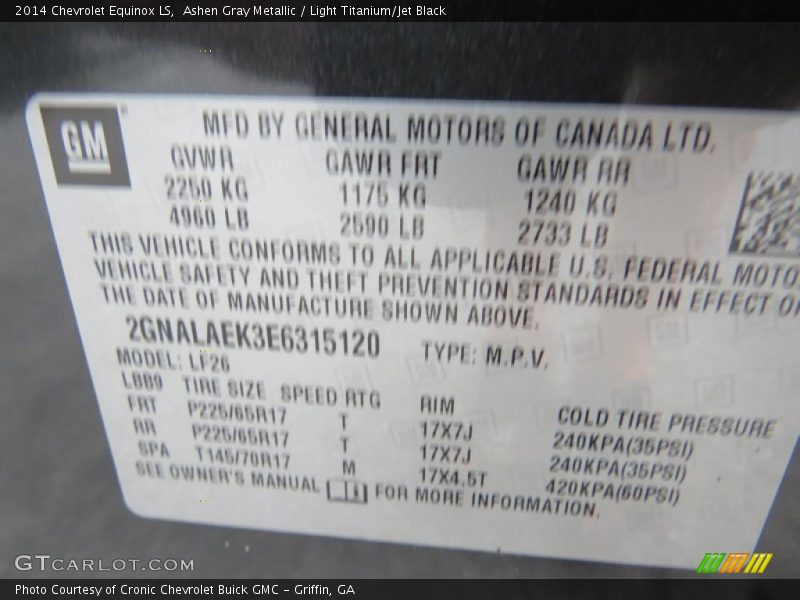 2014 Chevrolet Equinox LS, Ashen Gray Metallic / Light Titanium/Jet Black
GM
MFD BY GENERAL MOTORS OF CANADA LTD.
GVWR GAWR FRT GAWR RR
2250 KG 1175 KG 1240 KG
4960 LB 2590 LB 2733 LB
THIS VEHICLE CONFORMS TO ALL APPLICABLE U.S. FEDERAL MOTO
VEHICLE SAFETY AND THEFT PREVENTION STANDARDS IN EFFECT O
THE DATE OF MANUFACTURE SHOWN ABOVE.
2GNALAEK3E6315120 TYPE: M.P.V.
MODEL: LF26
LBB9 TIRE SIZE SPEED RTG RIM COLD TIRE PRESSURE
FRT P225/65R17 T 17X7J 240KPA(35PSI)
RR P225/65R17 T 17X7J 240KPA(35PSI)
SPA T145/70R17 M 17X4.5T 420KPA(60PSI)
SEE OWNER'S MANUAL FOR MORE INFORMATION.
GTCARLOT.COM
Photo Courtesy of Cronic Chevrolet Buick GMC – Griffin, GA